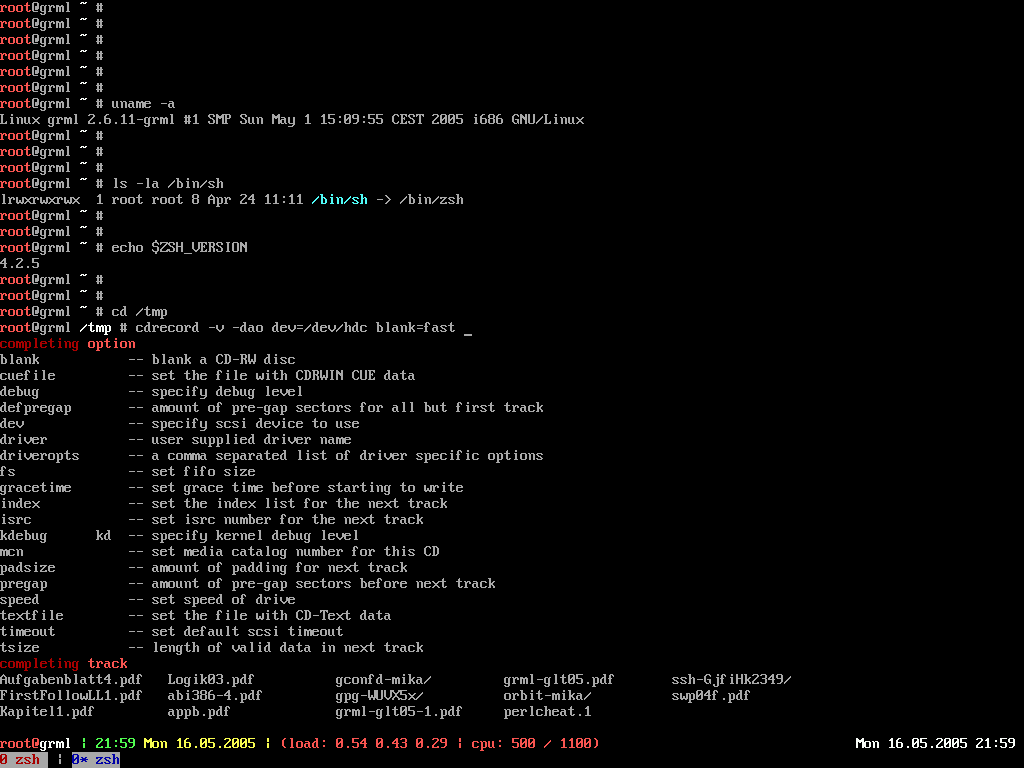 root@grml ~ #
root@grml ~ #
root@grml ~ #
root@grml ~ #
root@grml ~ #
root@grml ~ #
root@grml ~ # uname -a
Linux grml 2.6.11-grml #1 SMP Sun May 1 15:09:55 CEST 2005 i686 GNU/Linux
root@grml ~ #
root@grml ~ #
root@grml ~ #
root@grml ~ # ls -la /bin/sh
lrwxrwxrwx  1 root root 8 Apr 24 11:11 /bin/sh -> /bin/zsh
root@grml ~ #
root@grml ~ #
root@grml ~ # echo $ZSH_VERSION
4.2.5
root@grml ~ #
root@grml ~ #
root@grml ~ # cd /tmp
root@grml /tmp # cdrecord -v -dao dev=/dev/hdc blank=fast _
completing option
blank           -- blank a CD-RW disc
cuefile         -- set the file with CDRWIN CUE data
debug           -- specify debug level
defpregap       -- amount of pre-gap sectors for all but first track
dev             -- specify scsi device to use
driver          -- user supplied driver name
driveropts      -- a comma separated list of driver specific options
fs              -- set fifo size
gracetime       -- set grace time before starting to write
index           -- set the index list for the next track
isrc            -- set isrc number for the next track
kdebug      kd  -- specify kernel debug level
mcn             -- set media catalog number for this CD
padsize         -- amount of padding for next track
pregap          -- amount of pre-gap sectors before next track
speed           -- set speed of drive
textfile        -- set the file with CD-Text data
timeout         -- set default scsi timeout
tsize           -- length of valid data in next track
completing track
Aufgabenblatt4.pdf   Logik03.pdf          gconfd-mika/         grml-glt05.pdf       ssh-GjfiHk2349/
FirstFollowLL1.pdf   abi386-4.pdf         gpg-WUVX5x/          orbit-mika/          swp04f.pdf
Kapitel1.pdf         appb.pdf             grml-glt05-1.pdf     perlcheat.1
root@grml | 21:59 Mon 16.05.2005 | (load: 0.54 0.43 0.29 | cpu: 500 / 1100) Mon 16.05.2005 21:59
0 zsh | 0* zsh